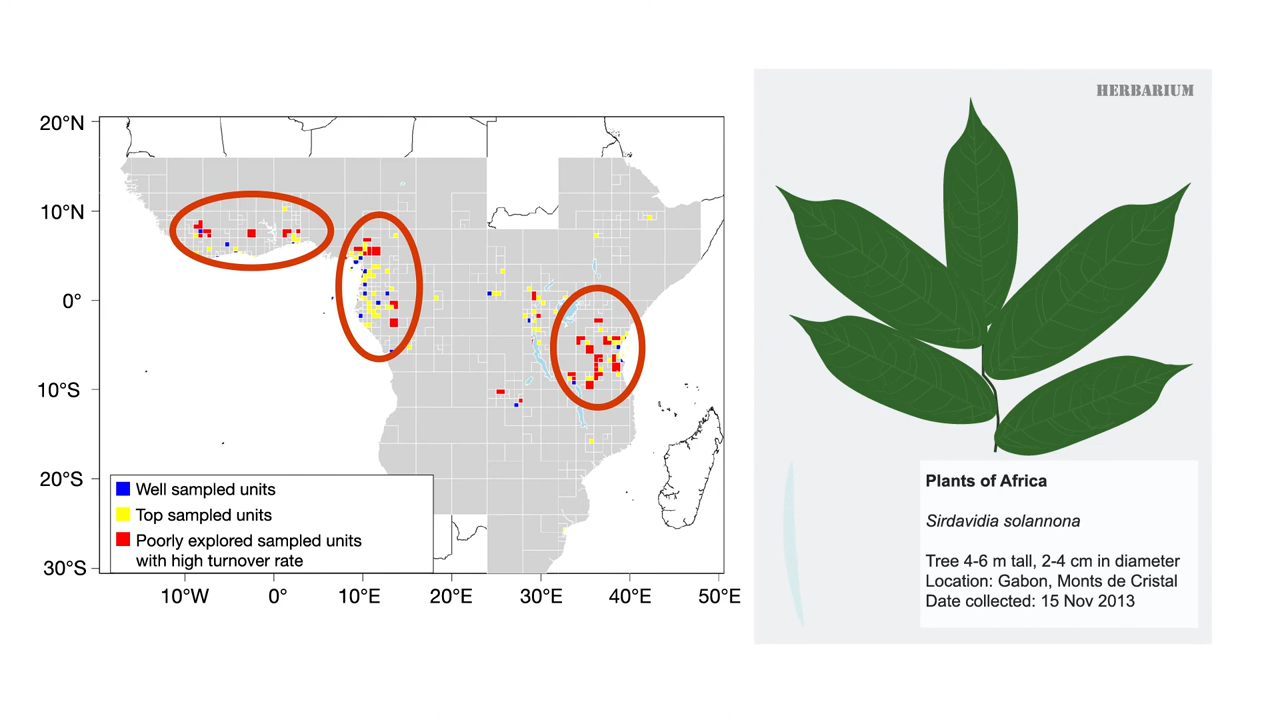 20°N
10°N
0°
10°S
20°S
30°S
Well sampled units
Top sampled units
Poorly explored sampled units
with high turnover rate
10°W 0° 10°E 20°E 30°E 40°E 50°E
HERBARIUM
Plants of Africa
Sirdavidia solannona
Tree 4-6 m tall, 2-4 cm in diameter
Location: Gabon, Monts de Cristal
Date collected: 15 Nov 2013